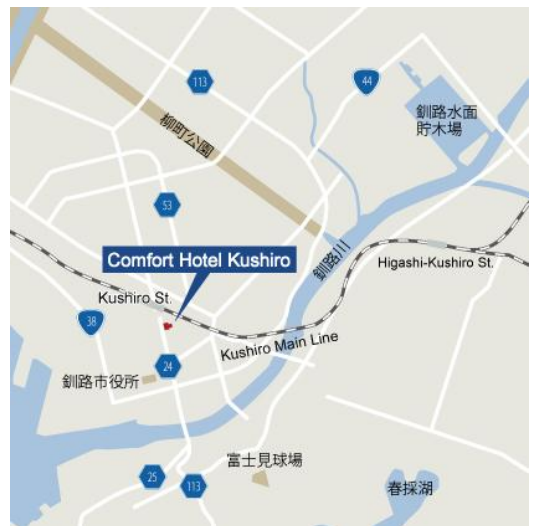 44
113
釧路水面
貯木場
柳町公園
53
Comfort Hotel Kushiro
釧路川
Higashi-Kushiro St.
Kushiro St.
38
Kushiro Main Line
24
釧路市役所
富士見球場
25
113
春採湖